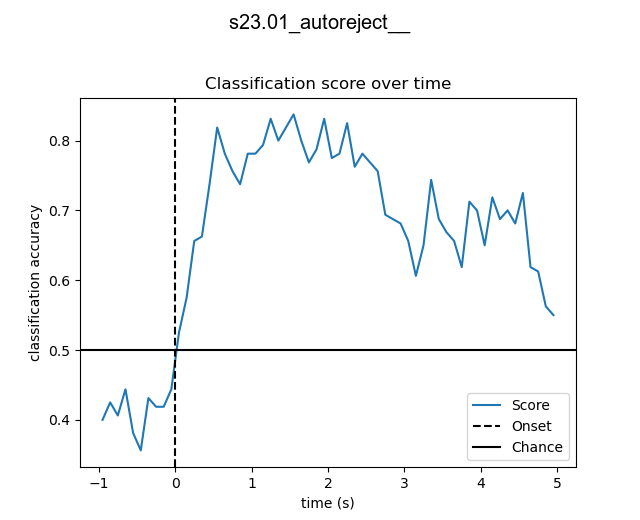 s23.01_autoreject__
Classification score over time
classification accuracy
0.8
0.7
0.6
0.5
0.4
−1
0
1
2
3
4
5
time (s)
Score
Onset
Chance